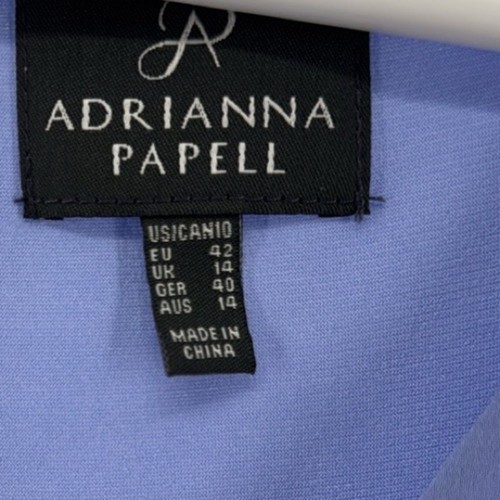 AP
ADRIANNA
PAPELL
US/CAN10
EU 42
UK 14
GER 40
AUS 14
MADE IN
CHINA